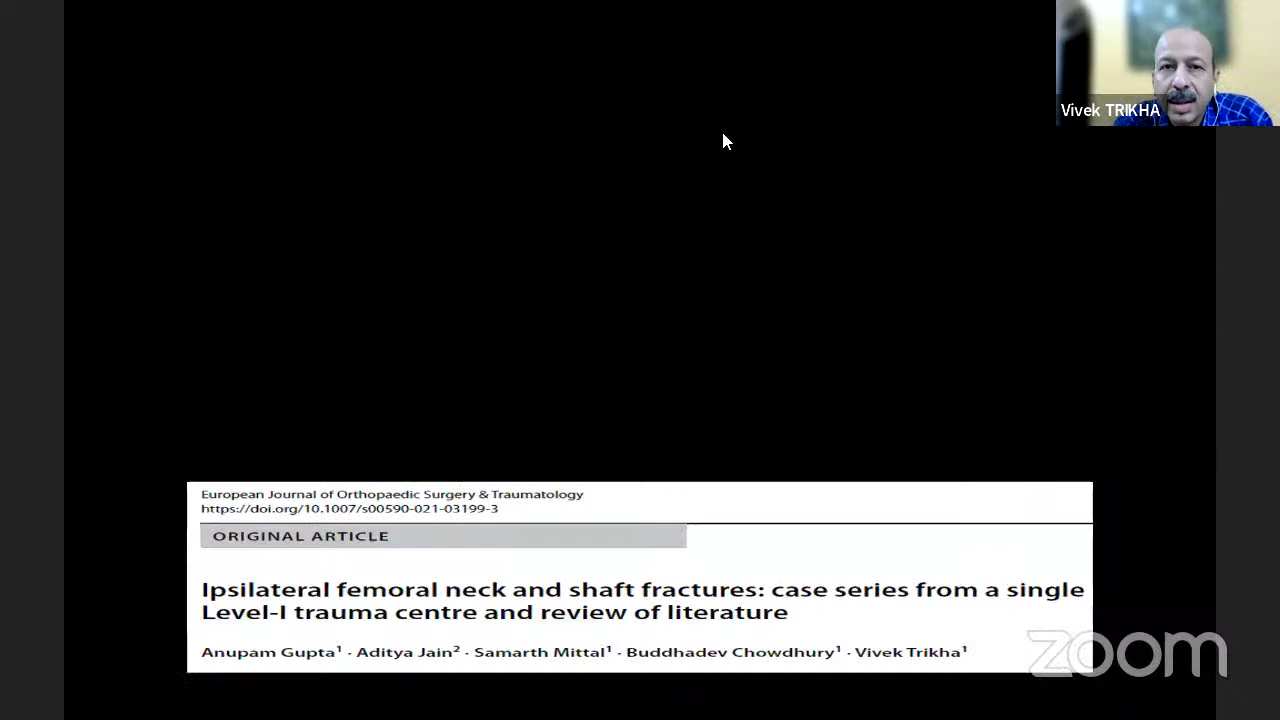 Vivek TRIKHA
European Journal of Orthopaedic Surgery & Traumatology
https://doi.org/10.1007/s00590-021-03199-3
ORIGINAL ARTICLE
Ipsilateral femoral neck and shaft fractures: case series from a single
Level-I trauma centre and review of literature
Anupam Gupta¹ · Aditya Jain² · Samarth Mittal¹ · Buddhadev Chowdhury¹ · Vivek Trikha¹
zoom